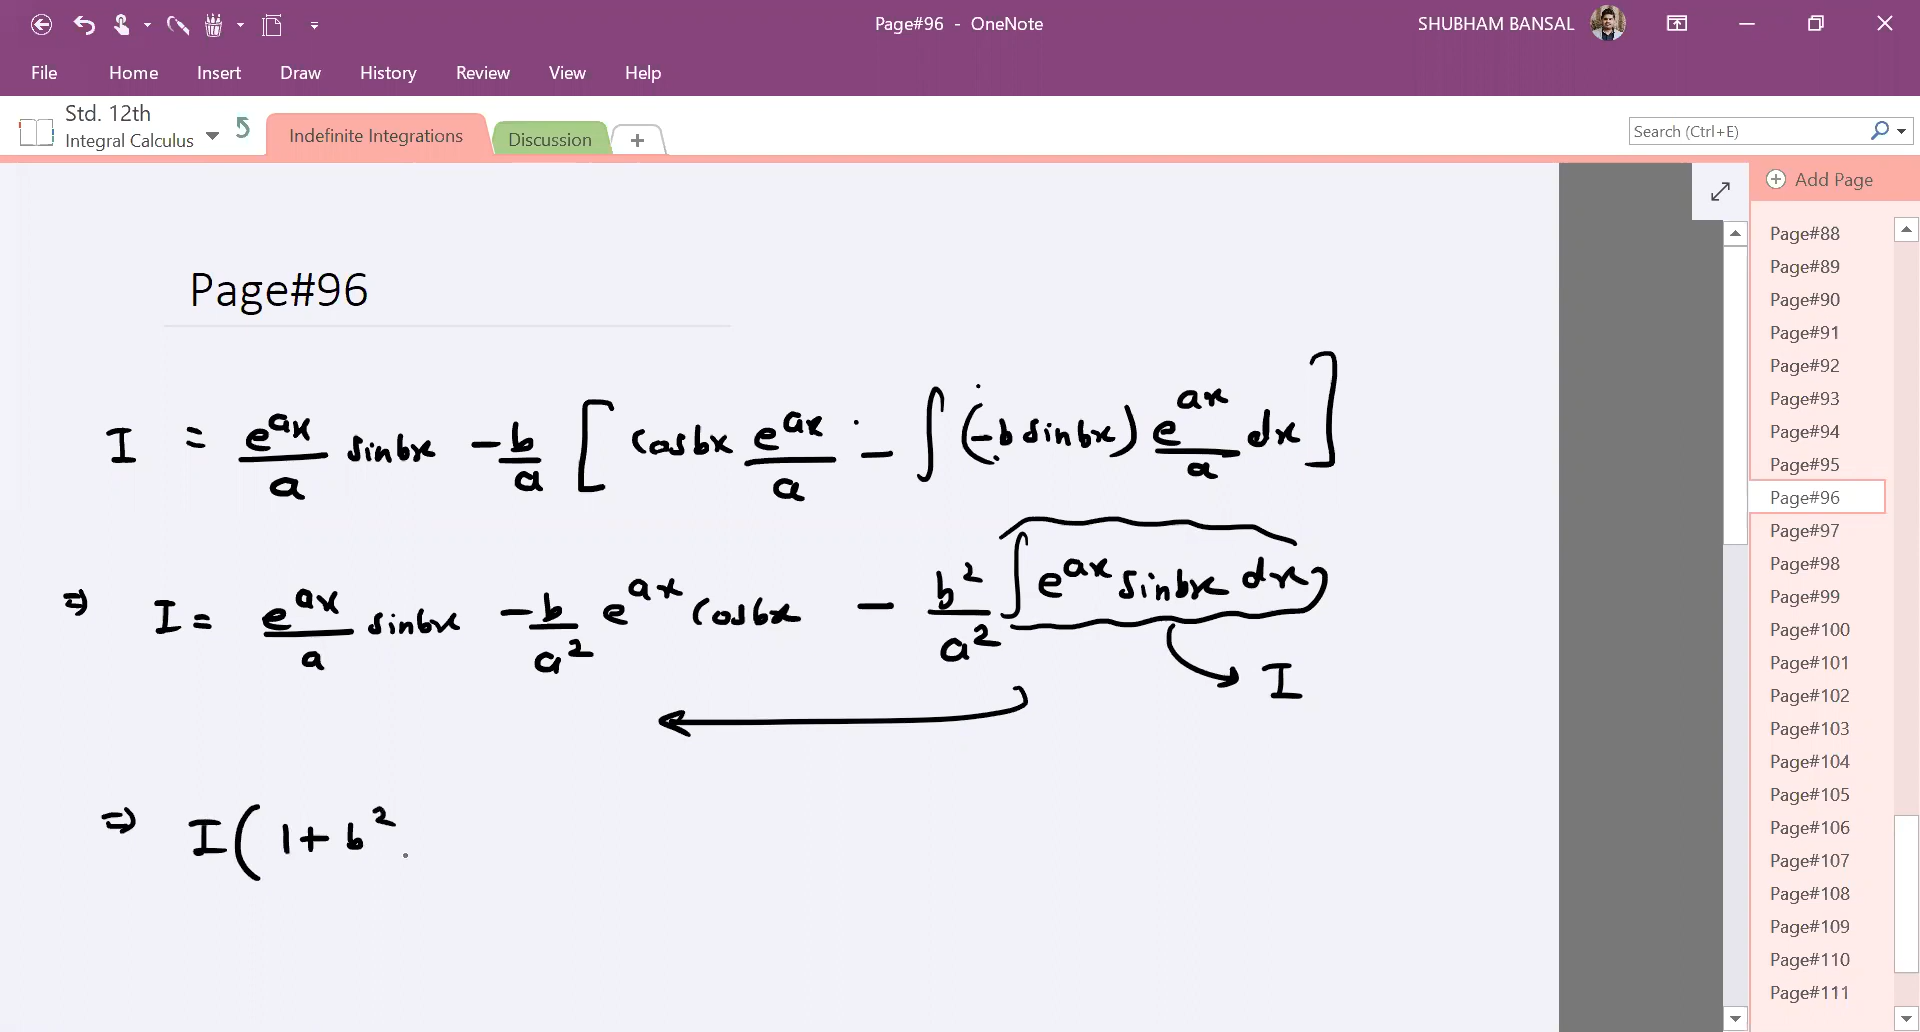 Page#96 - OneNote
SHUBHAM BANSAL
File Home Insert Draw History Review View Help
Std. 12th
Integral Calculus
Indefinite Integrations
Discussion
+
Search (Ctrl+E)
Add Page
Page#88
Page#89
Page#90
Page#91
Page#92
Page#93
Page#94
Page#95
Page#96
Page#97
Page#98
Page#99
Page#100
Page#101
Page#102
Page#103
Page#104
Page#105
Page#106
Page#107
Page#108
Page#109
Page#110
Page#111
Page#96
I = e^{ax}/a sinbx - b/a [ cosbx e^{ax}/a - ∫ (-b sinbx) e^{ax}/a dx ]
⇒ I = e^{ax}/a sinbx - b/a² e^{ax} cosbx - b²/a² ∫ e^{ax} sinbx dx
→ I
⇒ I ( 1 + b²